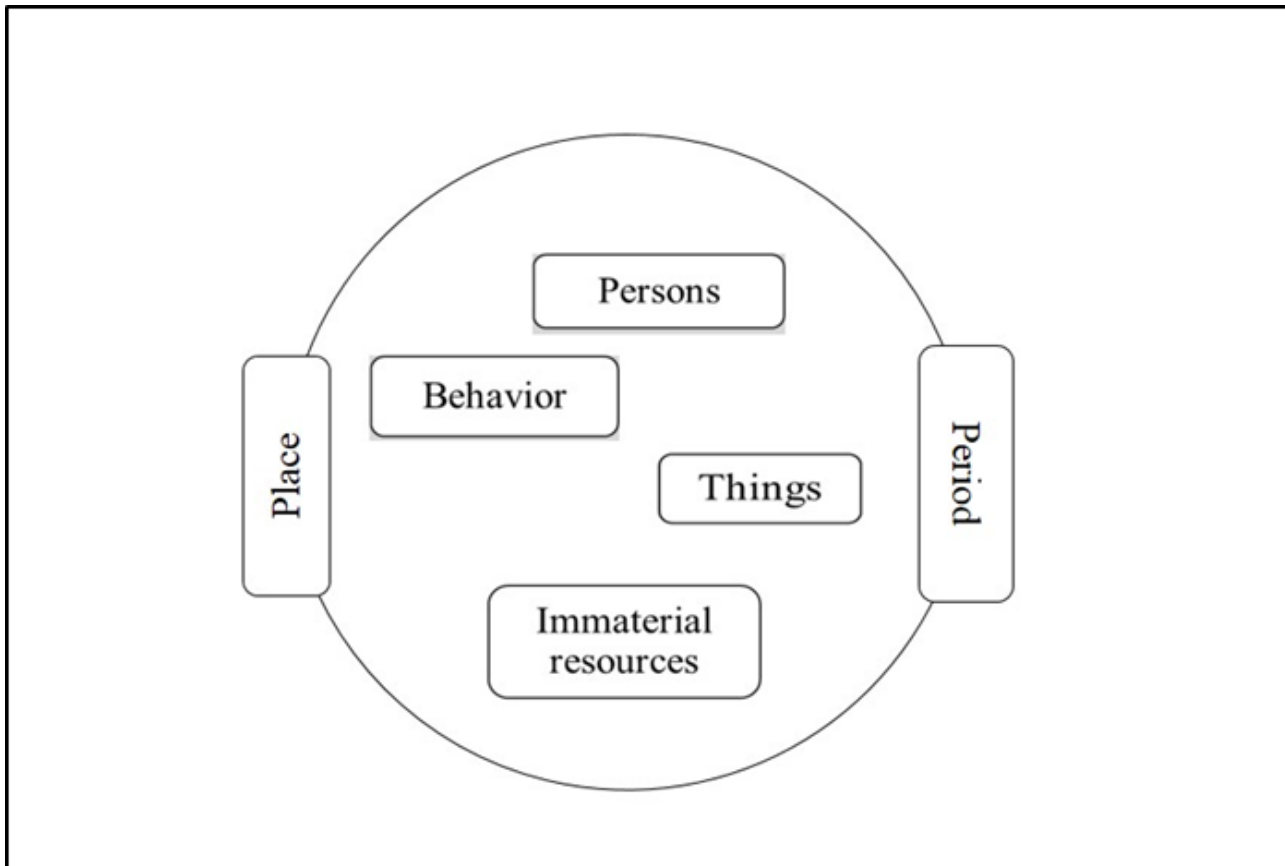 Persons
Behavior
Place
Period
Things
Immaterial
resources